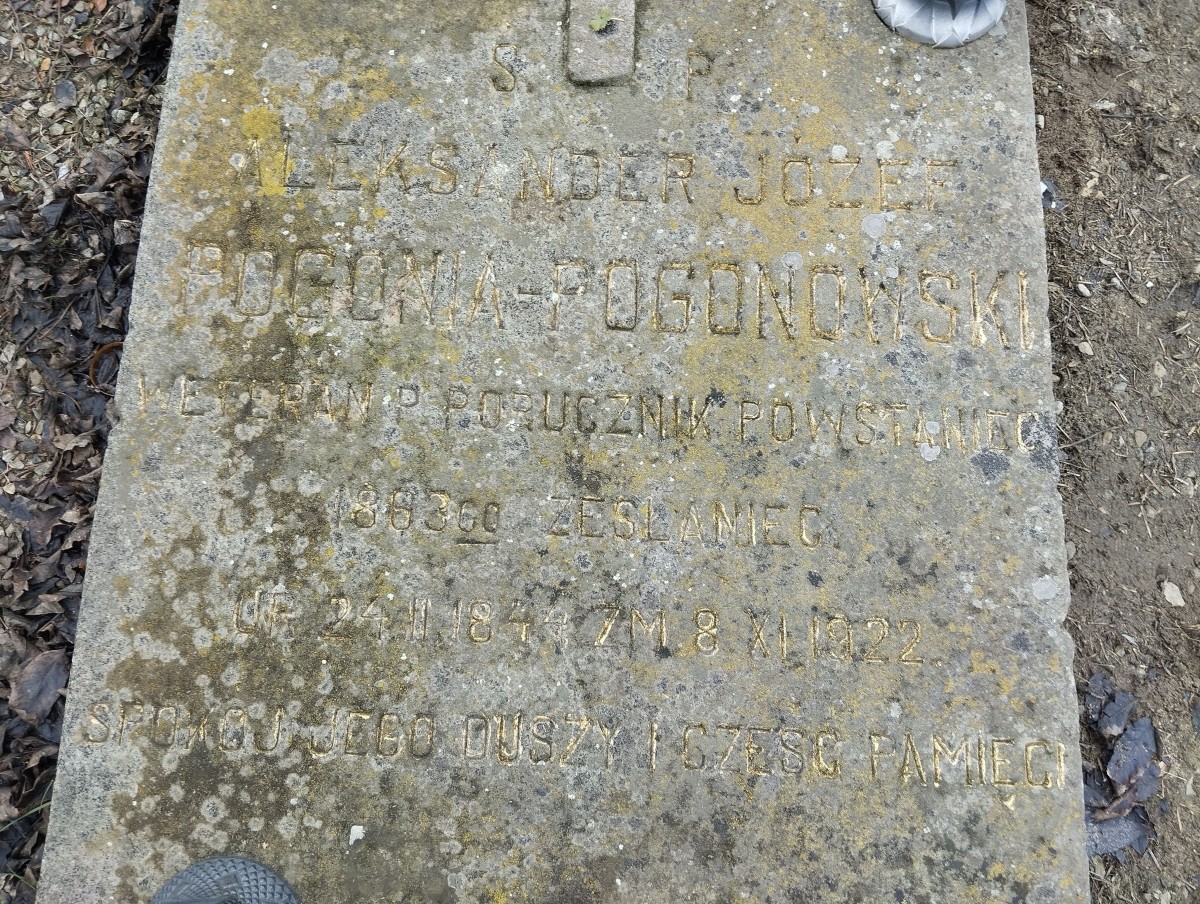 Ś. P.
ALEKSANDER JÓZEF
POGONIA-POGONOWSKI
WETERAN P. PORUCZNIK POWSTANIEC
1863GO ZESŁANIEC.
UR. 24 II 1844 ZM. 8 XI 1922.
SPOKÓJ JEGO DUSZY I CZEŚĆ PAMIĘCI